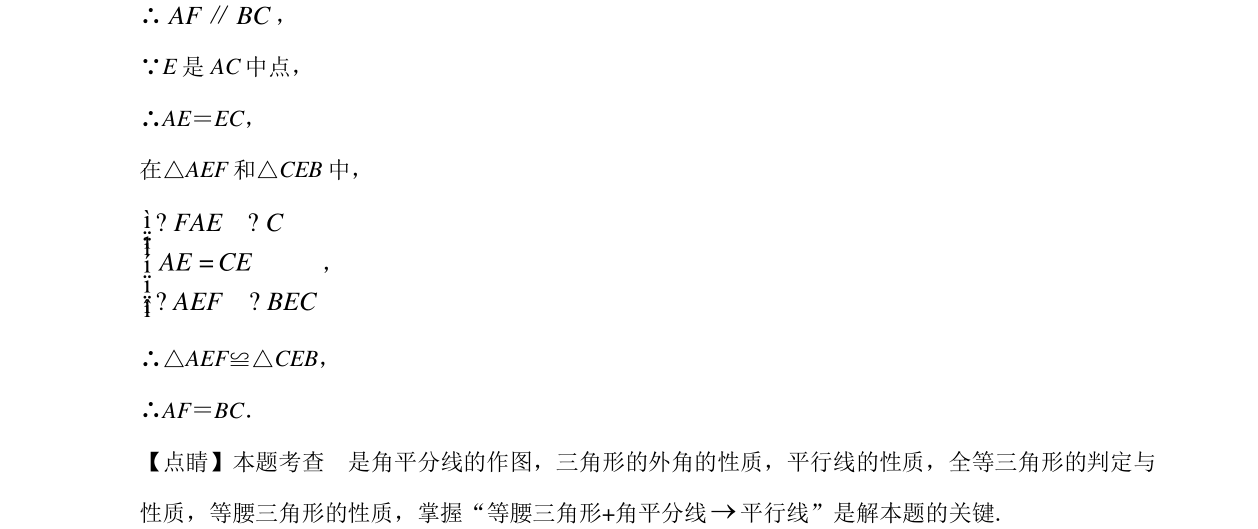 ∴ AF // BC，
∵E 是 AC 中点，
∴AE＝EC，
在△AEF 和△CEB 中，
? FAE ? C
AE = CE ，
? AEF ? BEC
∴△AEF≌△CEB，
∴AF＝BC．
【点睛】本题考查 是角平分线的作图，三角形的外角的性质，平行线的性质，全等三角形的判定与
性质，等腰三角形的性质，掌握“等腰三角形+角平分线→平行线”是解本题的关键.